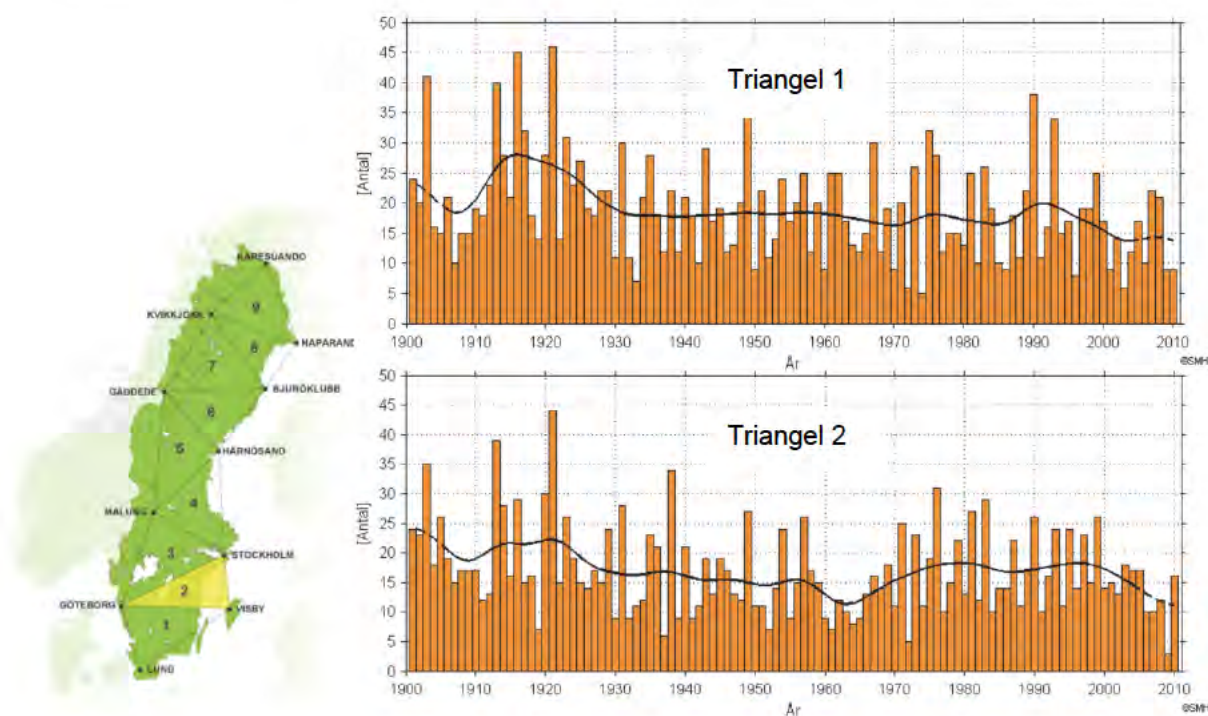 KARESUANDO
9
KVIKKJOKK
8
HAPARAND
7
GÄDDEDE
BJURÖKLUBB
6
5
HÄRNÖSAND
MALUNG
4
3
STOCKHOLM
2
GÖTEBORG
VISBY
1
LUND
Triangel 1
[Antal]
50
45
40
35
30
25
20
15
10
5
0
1900 1910 1920 1930 1940 1950 1960 1970 1980 1990 2000 2010
År
©SMH
Triangel 2
[Antal]
50
45
40
35
30
25
20
15
10
5
0
1900 1910 1920 1930 1940 1950 1960 1970 1980 1990 2000 2010
År
©SMH